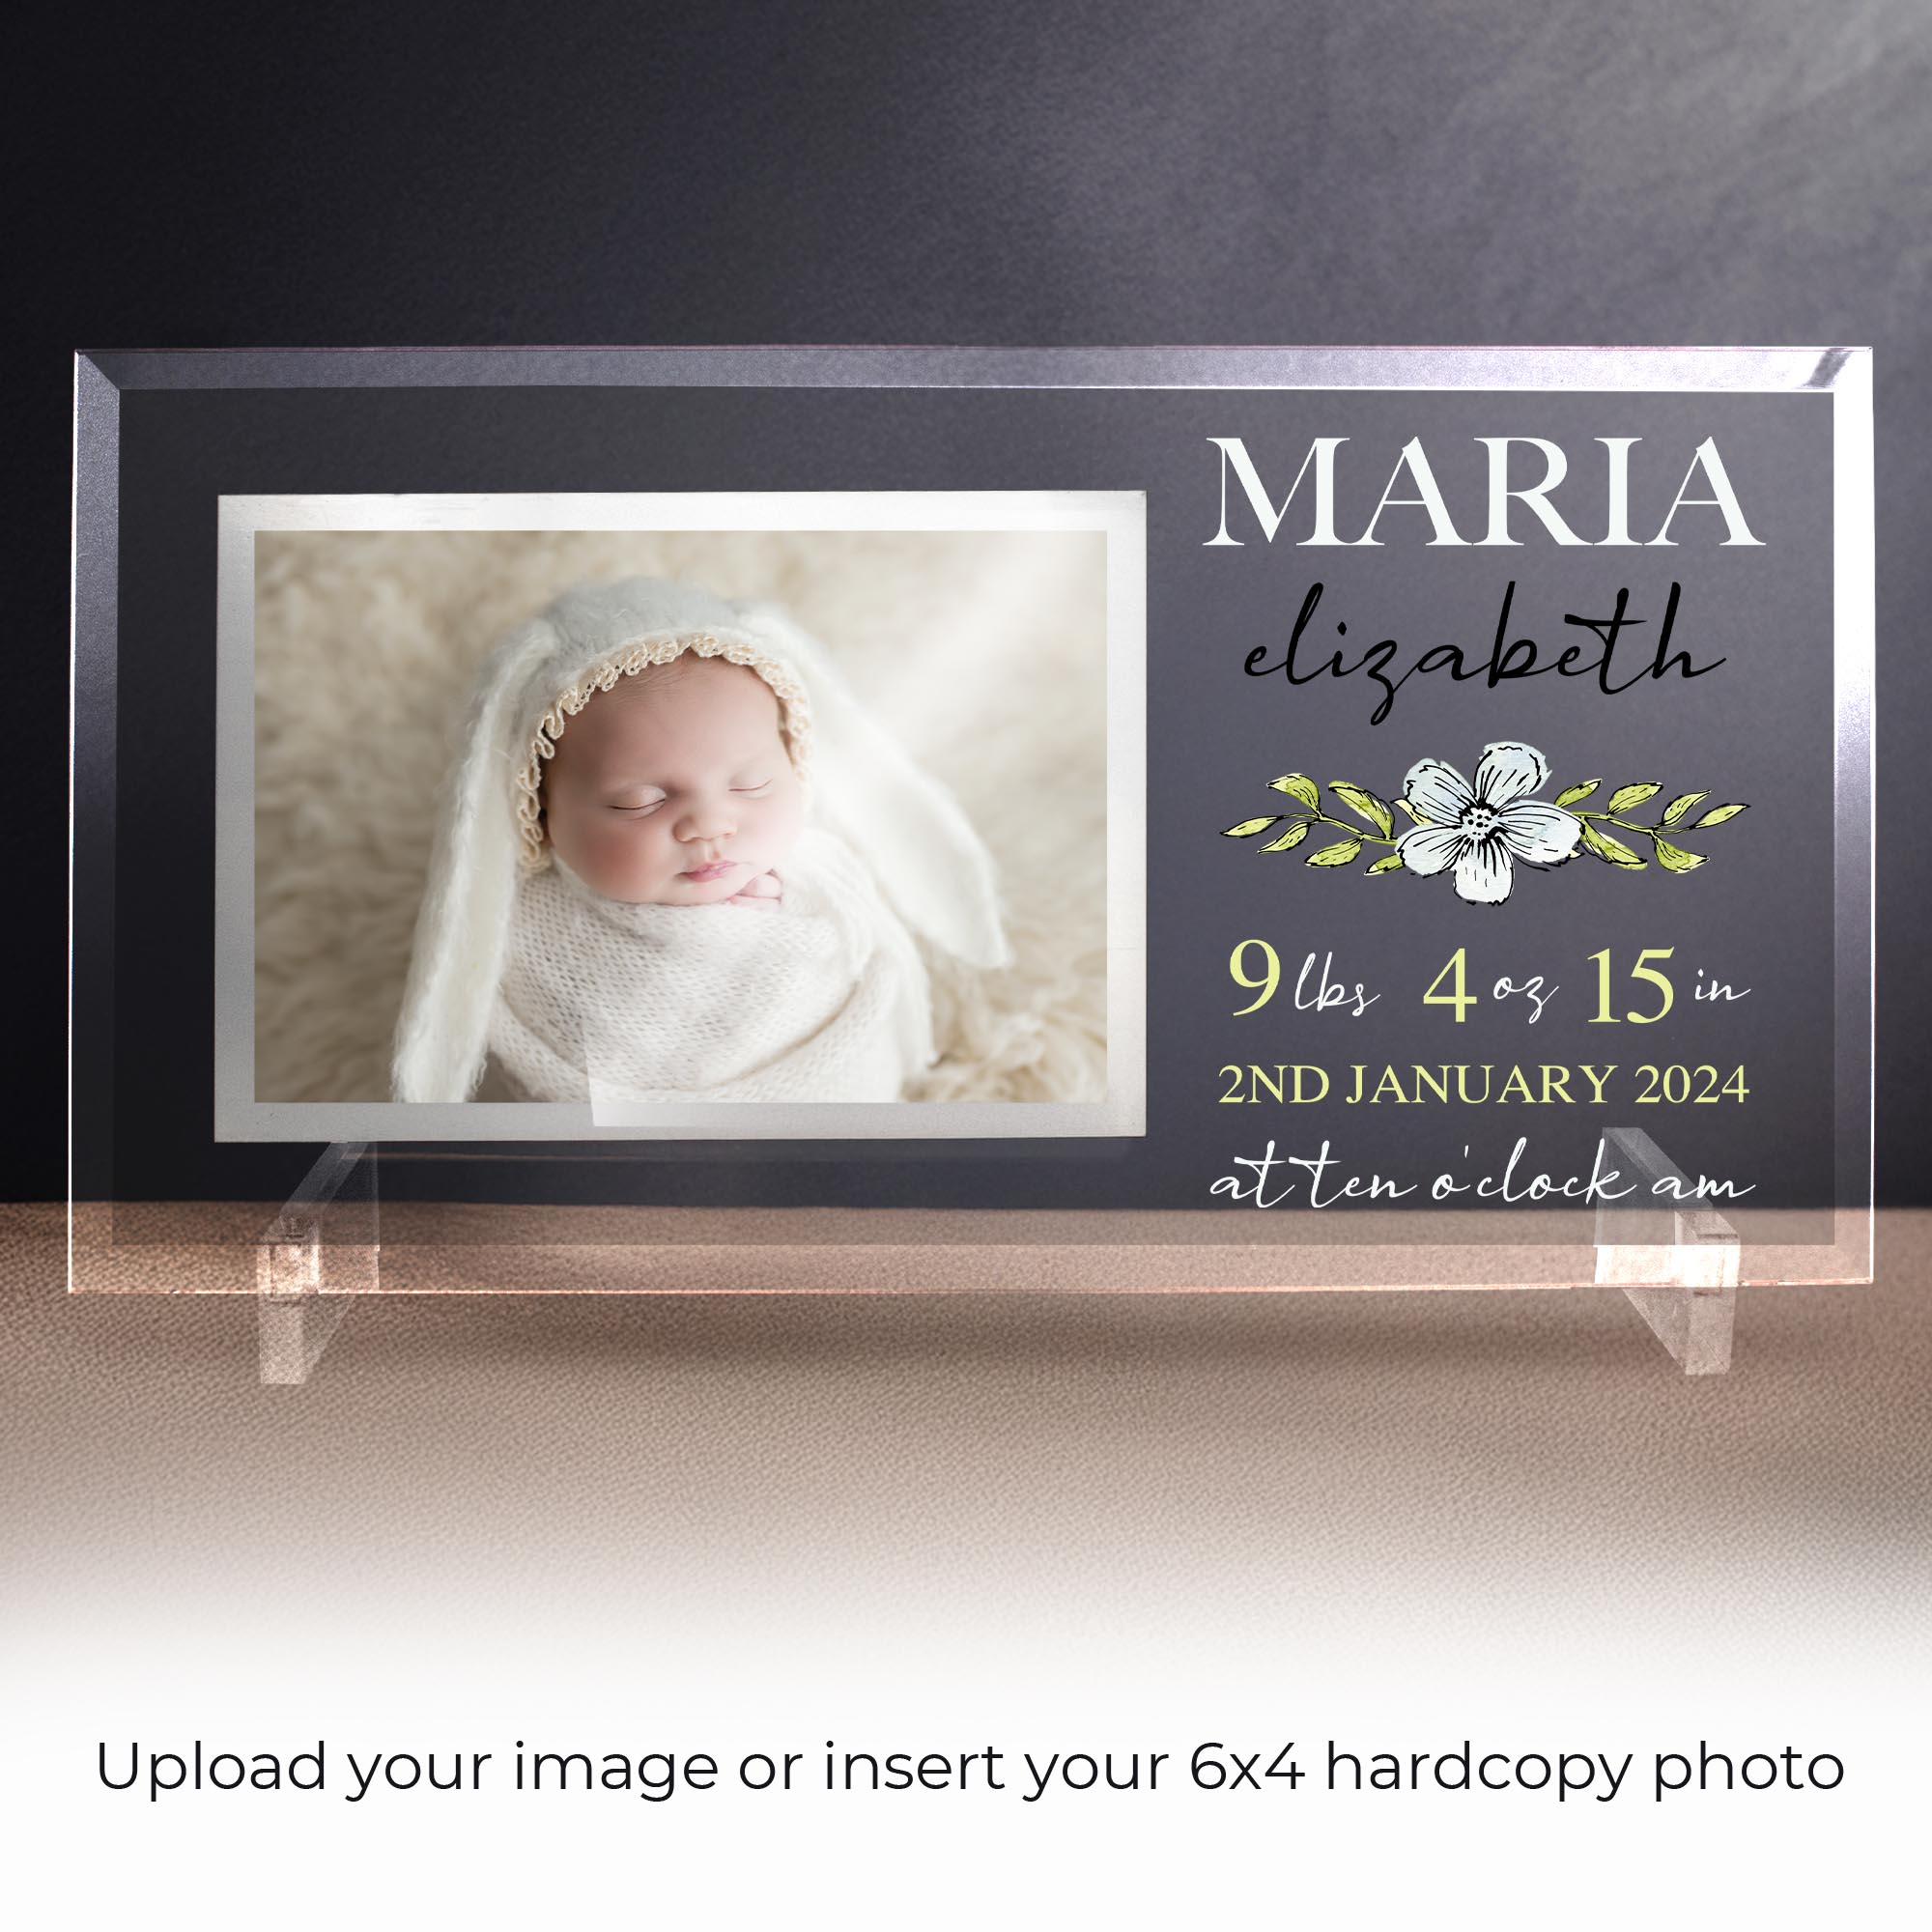 MARIA
elizabeth
9 lbs 4 oz 15 in
2ND JANUARY 2024
at ten o'clock am
Upload your image or insert your 6x4 hardcopy photo